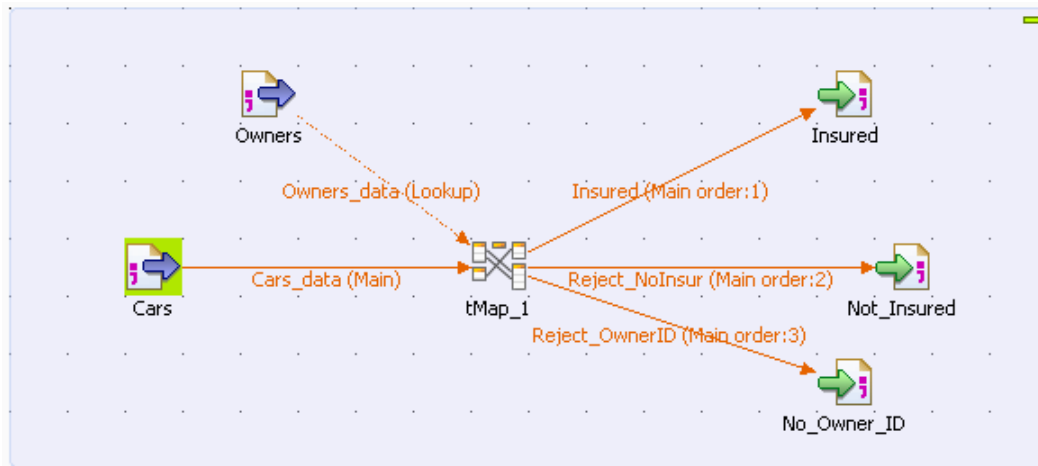 Owners
Insured
Owners_data (Lookup)
Insured (Main order:1)
Cars_data (Main)
Reject_NoInsur (Main order:2)
Cars
tMap_1
Not_Insured
Reject_OwnerID (Main order:3)
No_Owner_ID